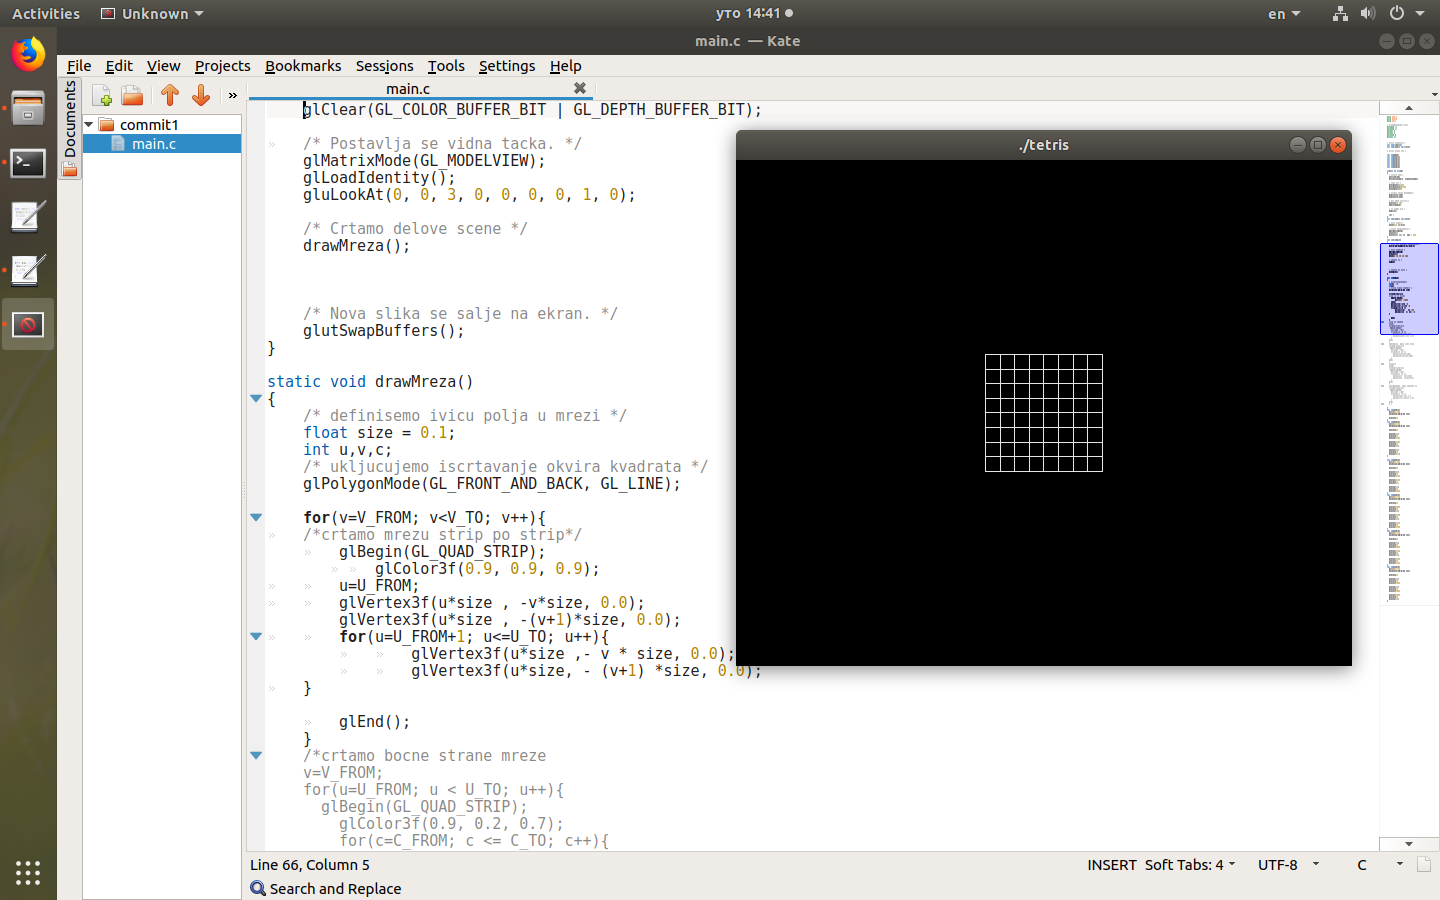 Activities
Unknown
уто 14:41
en
main.c — Kate
File Edit View Projects Bookmarks Sessions Tools Settings Help
Documents
»
main.c
commit1
main.c
glClear(GL_COLOR_BUFFER_BIT | GL_DEPTH_BUFFER_BIT);
/* Postavlja se vidna tacka. */
glMatrixMode(GL_MODELVIEW);
glLoadIdentity();
gluLookAt(0, 0, 3, 0, 0, 0, 0, 1, 0);
/* Crtamo delove scene */
drawMreza();
/* Nova slika se salje na ekran. */
glutSwapBuffers();
}
static void drawMreza()
{
/* definisemo ivicu polja u mrezi */
float size = 0.1;
int u,v,c;
/* ukljucujemo iscrtavanje okvira kvadrata */
glPolygonMode(GL_FRONT_AND_BACK, GL_LINE);
for(v=V_FROM; v<V_TO; v++){
/*crtamo mrezu strip po strip*/
glBegin(GL_QUAD_STRIP);
glColor3f(0.9, 0.9, 0.9);
u=U_FROM;
glVertex3f(u*size , -v*size, 0.0);
glVertex3f(u*size , -(v+1)*size, 0.0);
for(u=U_FROM+1; u<=U_TO; u++){
glVertex3f(u*size ,- v * size, 0.0);
glVertex3f(u*size, - (v+1) *size, 0.0);
}
glEnd();
}
/*crtamo bocne strane mreze
v=V_FROM;
for(u=U_FROM; u < U_TO; u++){
glBegin(GL_QUAD_STRIP);
glColor3f(0.9, 0.2, 0.7);
for(c=C_FROM; c <= C_TO; c++){
./tetris
Line 66, Column 5
INSERT Soft Tabs: 4 UTF-8 C
Search and Replace